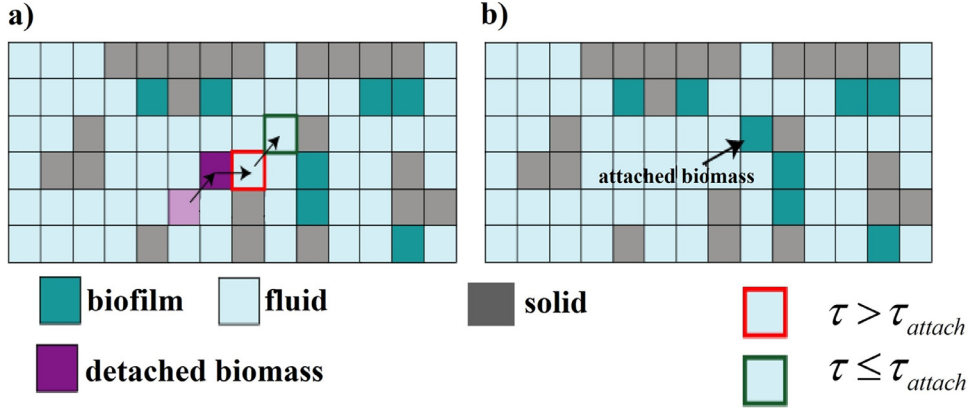 a)
b)
attached biomass
biofilm
fluid
solid
τ > τattach
detached biomass
τ ≤ τattach